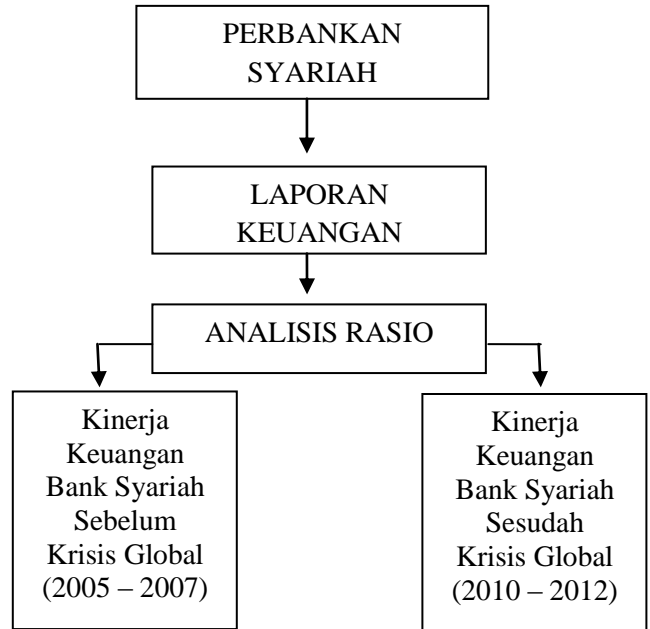 PERBANKAN
SYARIAH
LAPORAN
KEUANGAN
ANALISIS RASIO
Kinerja
Keuangan
Bank Syariah
Sebelum
Krisis Global
(2005 – 2007)
Kinerja
Keuangan
Bank Syariah
Sesudah
Krisis Global
(2010 – 2012)